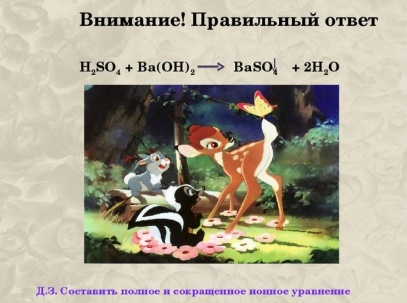 Внимание! Правильный ответ
H₂SO₄ + Ba(OH)₂ → BaSO₄↓ + 2H₂O
Д.З. Составить полное и сокращенное ионное уравнение